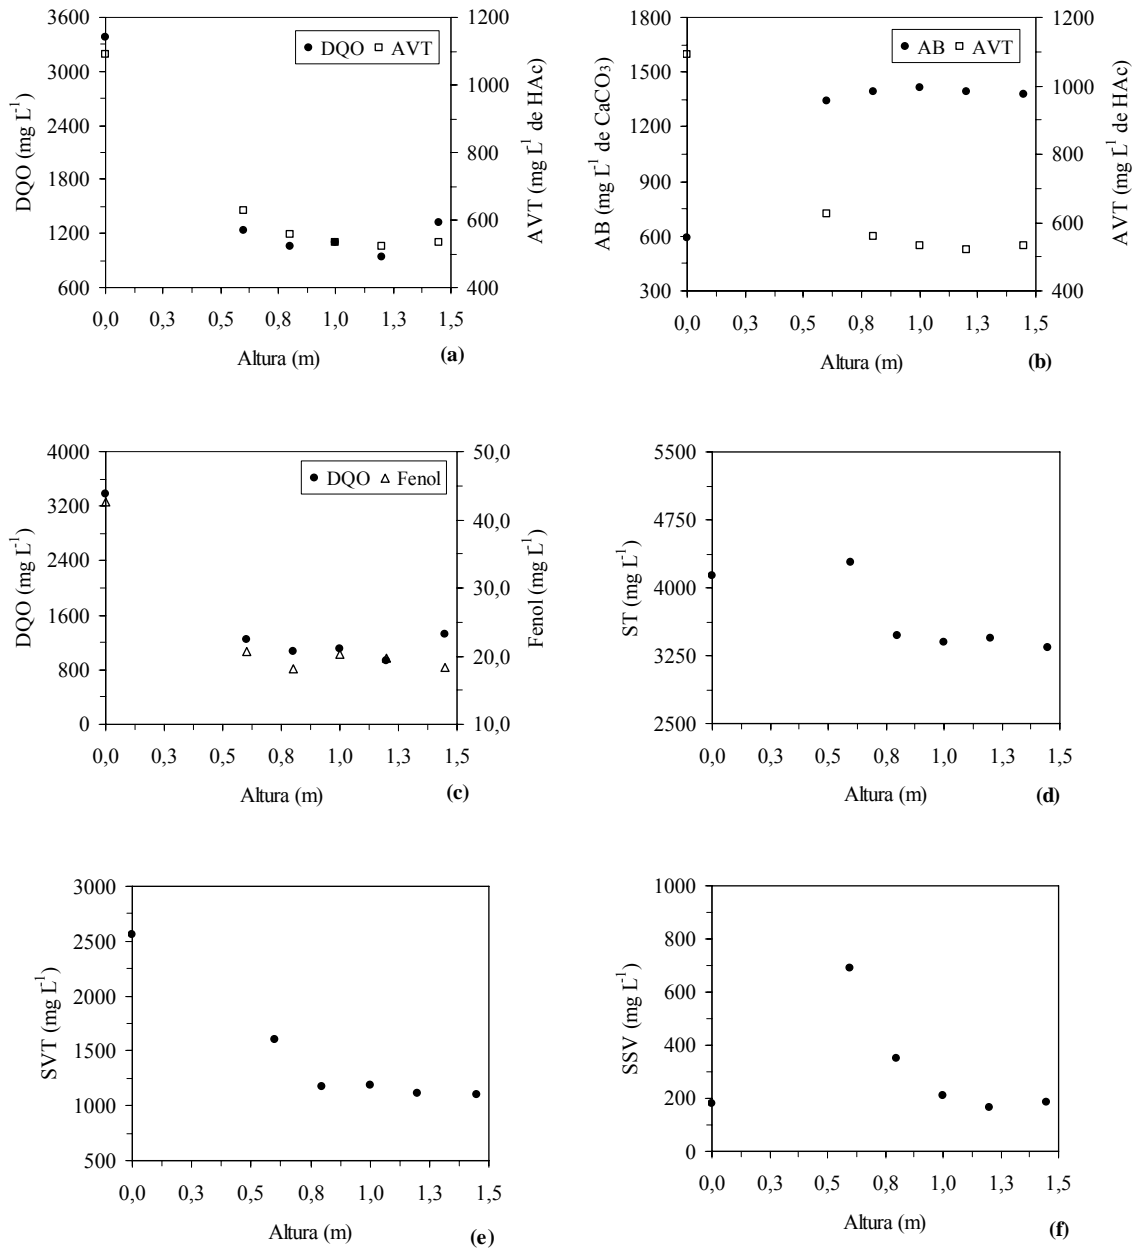 3600
3000
2400
1800
1200
600
DQO (mg L⁻¹)
1200
1000
800
600
400
AVT (mg L⁻¹ de HAc)
DQO AVT
0,0 0,3 0,5 0,8 1,0 1,3 1,5
Altura (m)
(a)
1800
1500
1200
900
600
300
AB (mg L⁻¹ de CaCO₃)
1200
1000
800
600
400
AVT (mg L⁻¹ de HAc)
AB AVT
0,0 0,3 0,5 0,8 1,0 1,3 1,5
Altura (m)
(b)
4000
3200
2400
1600
800
0
DQO (mg L⁻¹)
50,0
40,0
30,0
20,0
10,0
Fenol (mg L⁻¹)
DQO Fenol
0,0 0,3 0,5 0,8 1,0 1,3 1,5
Altura (m)
(c)
5500
4750
4000
3250
2500
ST (mg L⁻¹)
0,0 0,3 0,5 0,8 1,0 1,3 1,5
Altura (m)
(d)
3000
2500
2000
1500
1000
500
SVT (mg L⁻¹)
0,0 0,3 0,5 0,8 1,0 1,3 1,5
Altura (m)
(e)
1000
800
600
400
200
0
SSV (mg L⁻¹)
0,0 0,3 0,5 0,8 1,0 1,3 1,5
Altura (m)
(f)